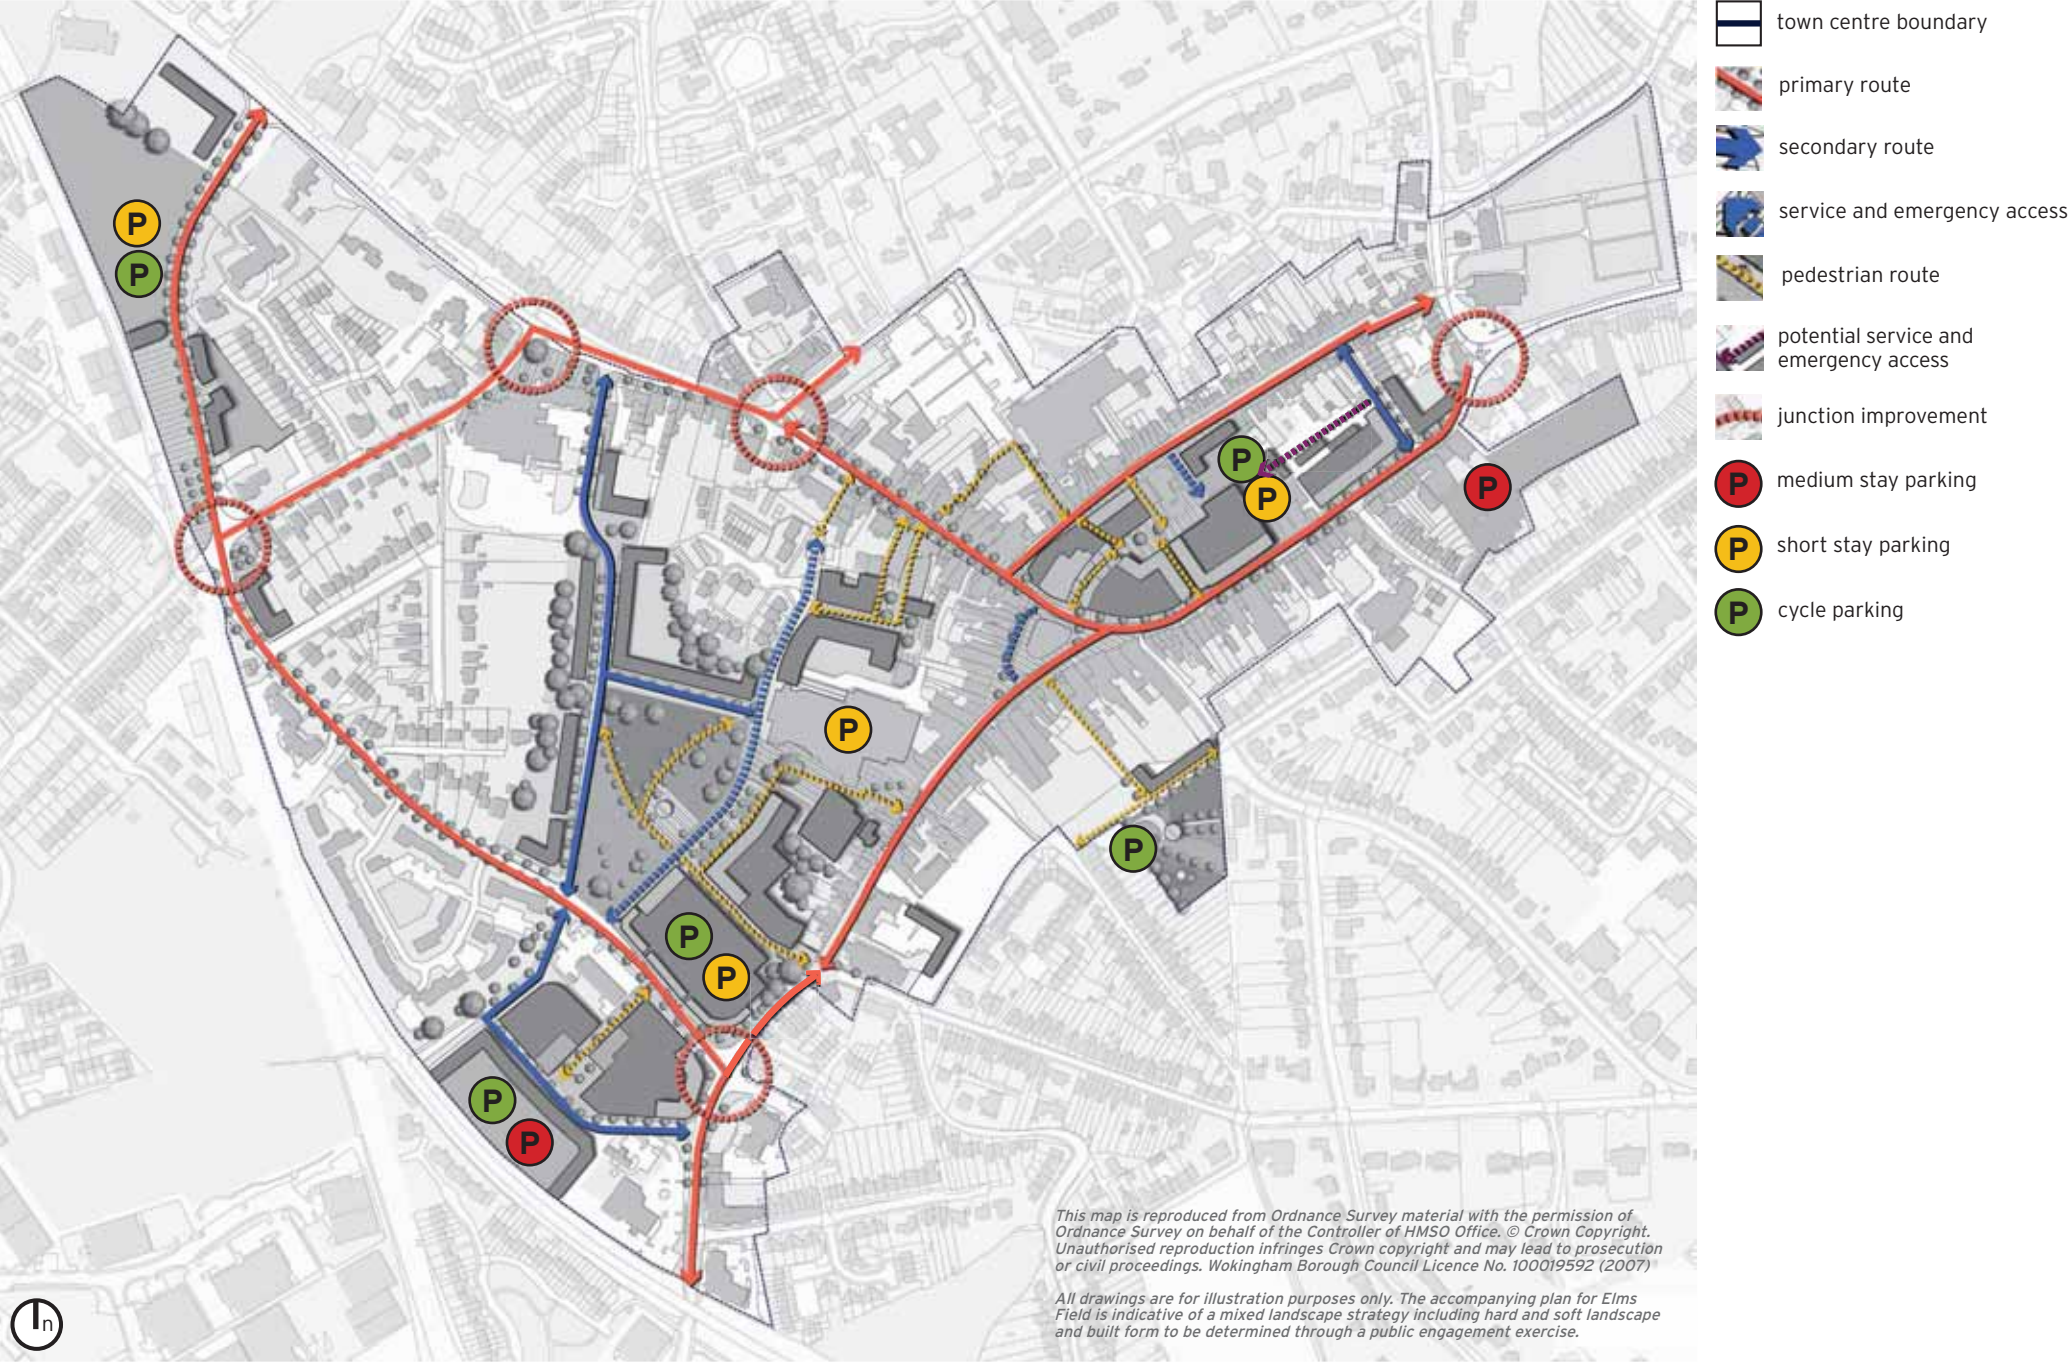 town centre boundary
primary route
secondary route
service and emergency access
pedestrian route
potential service and
emergency access
junction improvement
P medium stay parking
P short stay parking
P cycle parking
P
P
P
P
P
P
P
P
P
P
P
This map is reproduced from Ordnance Survey material with the permission of
Ordnance Survey on behalf of the Controller of HMSO Office. © Crown Copyright.
Unauthorised reproduction infringes Crown copyright and may lead to prosecution
or civil proceedings. Wokingham Borough Council Licence No. 100019592 (2007)
All drawings are for illustration purposes only. The accompanying plan for Elms
Field is indicative of a mixed landscape strategy including hard and soft landscape
and built form to be determined through a public engagement exercise.
n